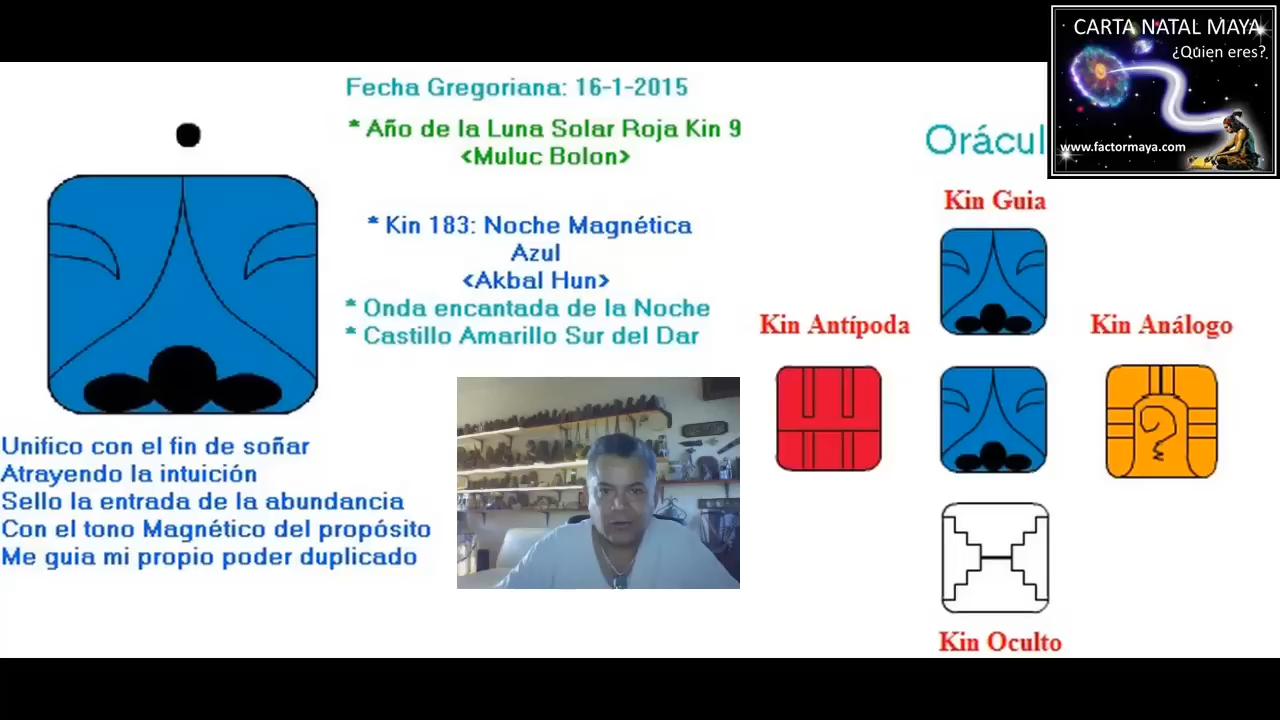 CARTA NATAL MAYA
¿Quien eres?
www.factormaya.com
Fecha Gregoriana: 16-1-2015
* Año de la Luna Solar Roja Kin 9
<Muluc Bolon>
* Kin 183: Noche Magnética
Azul
<Akbal Hun>
* Onda encantada de la Noche
* Castillo Amarillo Sur del Dar
Unifico con el fin de soñar
Atrayendo la intuición
Sello la entrada de la abundancia
Con el tono Magnético del propósito
Me guia mi propio poder duplicado
Orácul
Kin Guia
Kin Antípoda
Kin Análogo
Kin Oculto